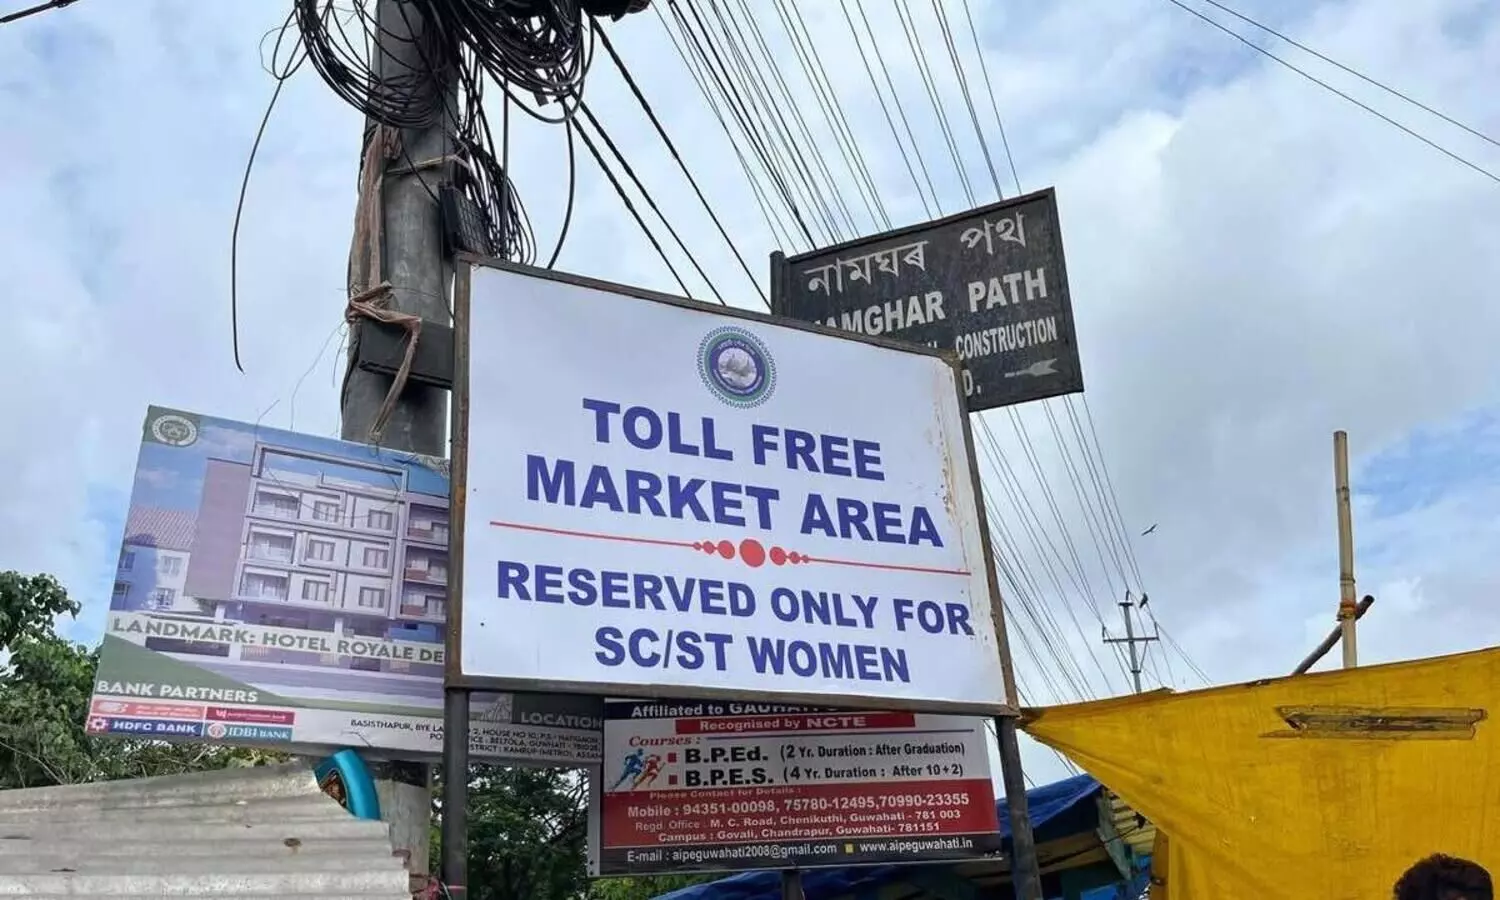 নামঘৰ পথ
NAMGHAR PATH
CONSTRUCTION
D.
TOLL FREE
MARKET AREA
RESERVED ONLY FOR
SC/ST WOMEN
LANDMARK: HOTEL ROYALE DE
BANK PARTNERS
HDFC BANK
IDBI BANK
LOCATION
Affiliated to GAUHATI
Recognised by NCTE
Courses :
B.P.Ed. (2 Yr. Duration : After Graduation)
B.P.E.S. (4 Yr. Duration : After 10+2)
Please Contact for Details :
Mobile : 94351-00098, 75780-12495,70990-23355
Regd. Office : M. C. Road, Chenikuthi, Guwahati - 781 003
Campus : Govali, Chandrapur, Guwahati- 781151
E-mail : aipeguwahati2008@gmail.com www.aipeguwahati.in